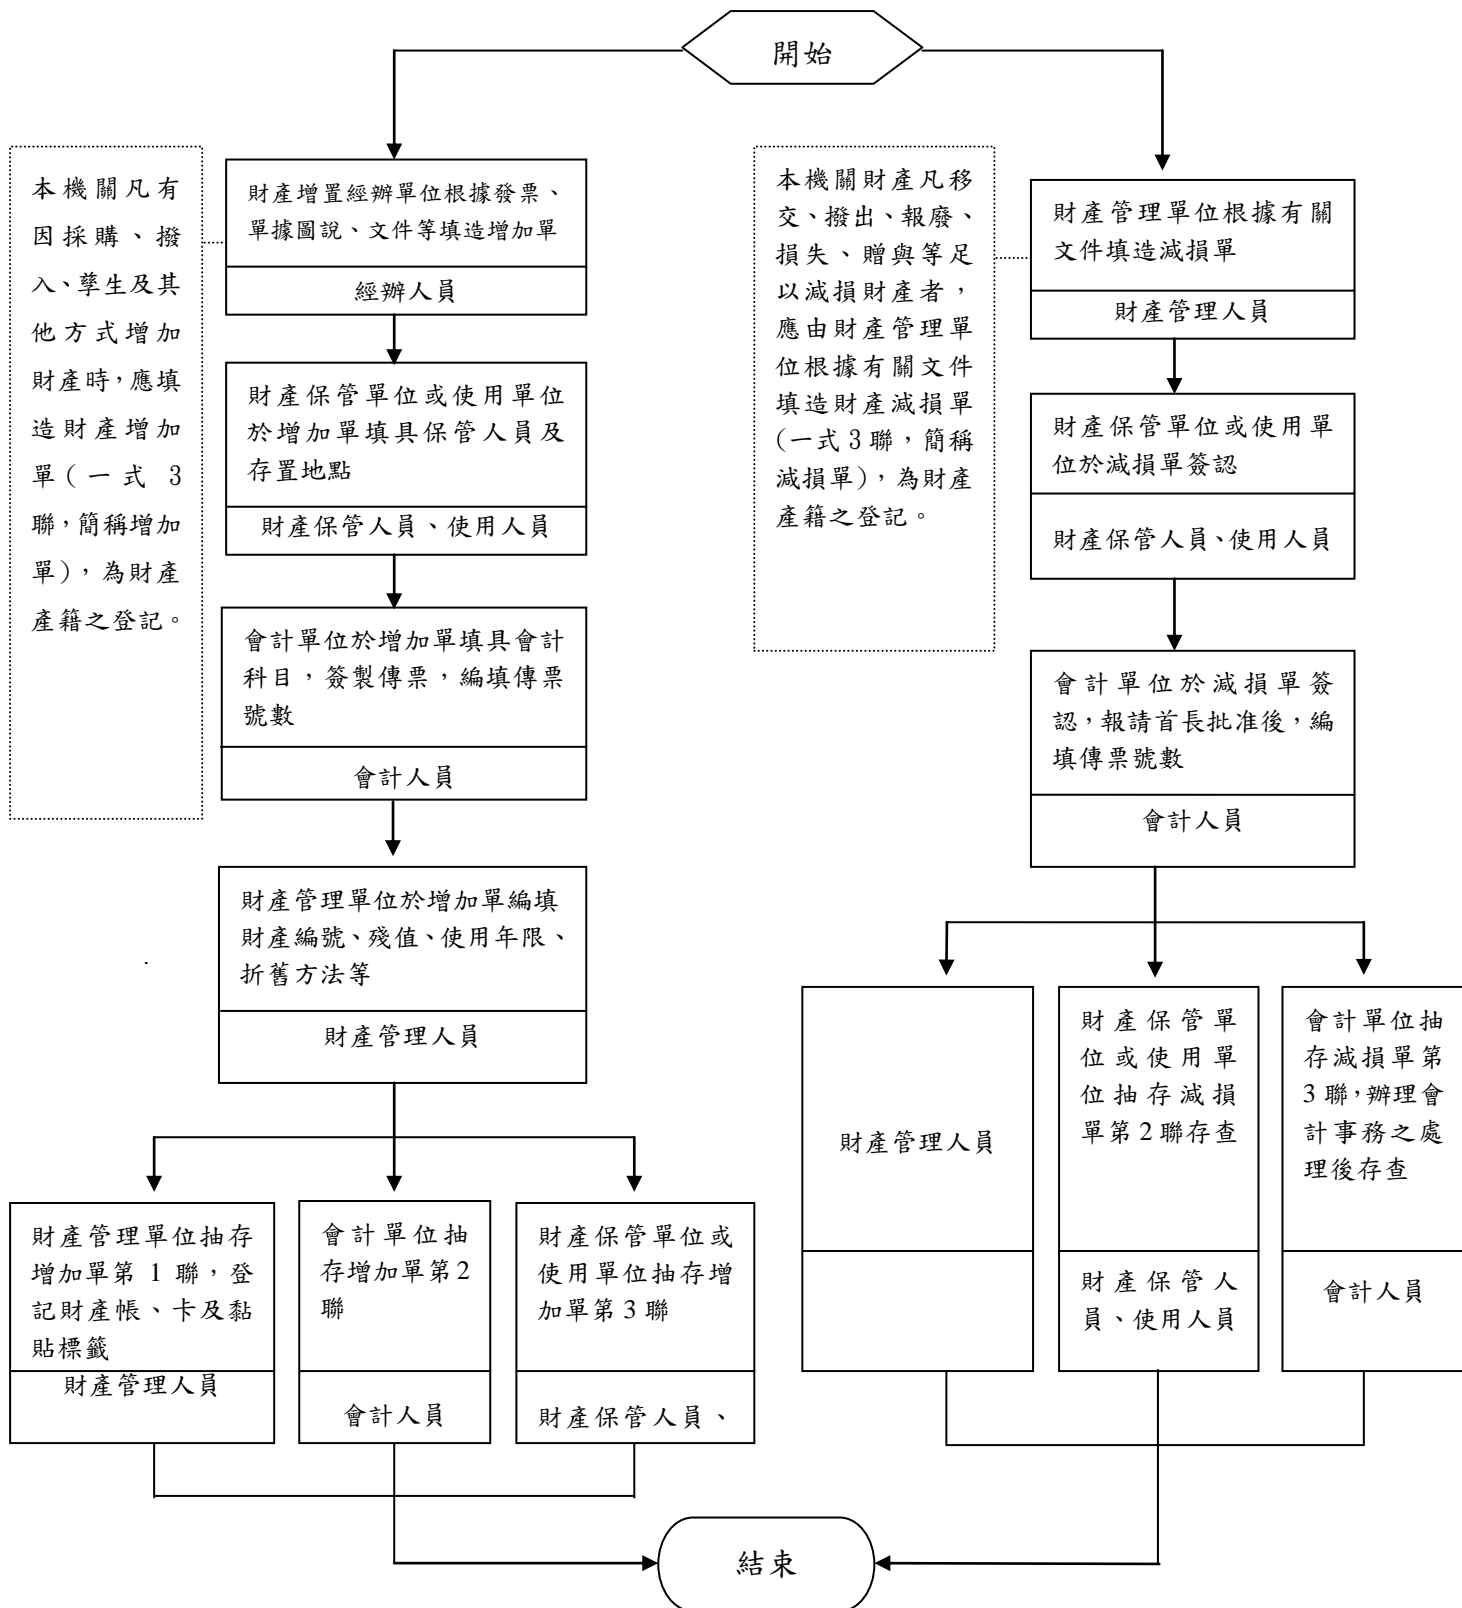 開始
本機關凡有
因採購、撥
入、孳生及其
他方式增加
財產時，應填
造財產增加
單（一式 3
聯，簡稱增加
單），為財產
產籍之登記。
財產增置經辦單位根據發票、
單據圖說、文件等填造增加單
經辦人員
財產保管單位或使用單位
於增加單填具保管人員及
存置地點
財產保管人員、使用人員
會計單位於增加單填具會計
科目，簽製傳票，編填傳票
號數
會計人員
財產管理單位於增加單編填
財產編號、殘值、使用年限、
折舊方法等
財產管理人員
財產管理單位抽存
增加單第 1 聯，登
記財產帳、卡及黏
貼標籤
財產管理人員
會計單位抽
存增加單第2
聯
會計人員
財產保管單位或
使用單位抽存增
加單第 3 聯
財產保管人員、
本機關財產凡移
交、撥出、報廢、
損失、贈與等足
以減損財產者，
應由財產管理單
位根據有關文件
填造財產減損單
（一式 3 聯，簡稱
減損單），為財產
產籍之登記。
財產管理單位根據有關
文件填造減損單
財產管理人員
財產保管單位或使用單
位於減損單簽認
財產保管人員、使用人員
會計單位於減損單簽
認，報請首長批准後，編
填傳票號數
會計人員
財產管理人員
財產保管單
位或使用單
位抽存減損
單第 2 聯存查
財產保管人
員、使用人員
會計單位抽
存減損單第
3 聯，辦理會
計事務之處
理後存查
會計人員
結束